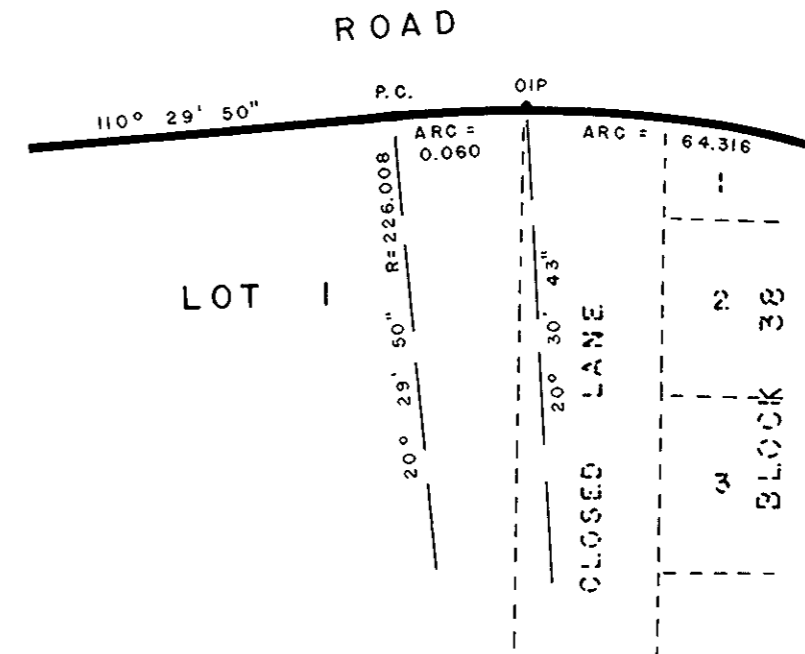 ROAD
P.C.
OIP
110° 29' 50"
ARC =
0.060
ARC =
64.316
R=226.008
20° 29' 50"
20° 30' 43"
LOT 1
CLOSED LANE
1
2
3
BLOCK 38